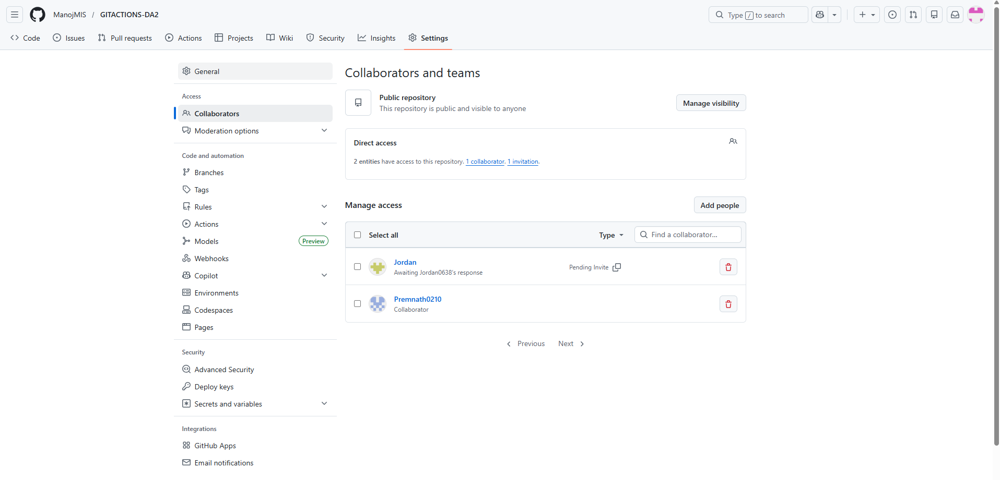 ManojMIS / GITACTIONS-DA2
Type / to search
Code Issues Pull requests Actions Projects Wiki Security Insights Settings
General
Access
Collaborators
Moderation options
Code and automation
Branches
Tags
Rules
Actions
Models Preview
Webhooks
Copilot
Environments
Codespaces
Pages
Security
Advanced Security
Deploy keys
Secrets and variables
Integrations
GitHub Apps
Email notifications
Collaborators and teams
Public repository
This repository is public and visible to anyone
Manage visibility
Direct access
2 entities have access to this repository. 1 collaborator. 1 invitation.
Manage access
Add people
Select all Type Find a collaborator...
Jordan
Awaiting Jordan0638's response
Pending Invite
Premnath0210
Collaborator
Previous Next